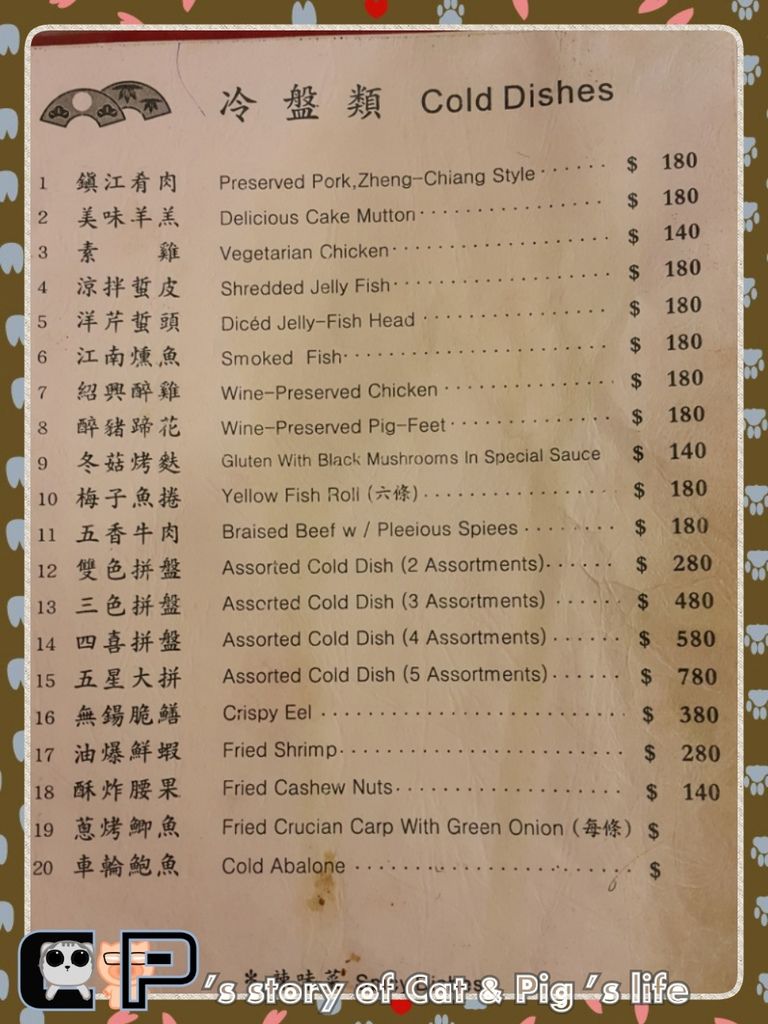 冷盤類 Cold Dishes
1 鎮江肴肉 Preserved Pork,Zheng-Chiang Style ······ $ 180
2 美味羊羔 Delicious Cake Mutton ················ $ 180
3 素 雞 Vegetarian Chicken ·················· $ 140
4 涼拌蜇皮 Shredded Jelly Fish ·················· $ 180
5 洋芹蜇頭 Dicéd Jelly-Fish Head ················ $ 180
6 江南燻魚 Smoked Fish ························ $ 180
7 紹興醉雞 Wine-Preserved Chicken ·············· $ 180
8 醉豬蹄花 Wine-Preserved Pig-Feet ·············· $ 180
9 冬菇烤麩 Gluten With Black Mushrooms In Special Sauce $ 140
10 梅子魚捲 Yellow Fish Roll (六條) ················ $ 180
11 五香牛肉 Braised Beef w / Pleeious Spiees ········ $ 180
12 雙色拼盤 Assorted Cold Dish (2 Assortments) ······ $ 280
13 三色拼盤 Assorted Cold Dish (3 Assortments) ······ $ 480
14 四喜拼盤 Assorted Cold Dish (4 Assortments) ······ $ 580
15 五星大拼 Assorted Cold Dish (5 Assortments) ······ $ 780
16 無錫脆鱔 Crispy Eel ·························· $ 380
17 油爆鮮蝦 Fried Shrimp ························ $ 280
18 酥炸腰果 Fried Cashew Nuts ···················· $ 140
19 蔥烤鯽魚 Fried Crucian Carp With Green Onion (每條) $
20 車輪鮑魚 Cold Abalone ························ $
* 辣味菜 Spicy Dishes
CP's story of Cat & Pig's life